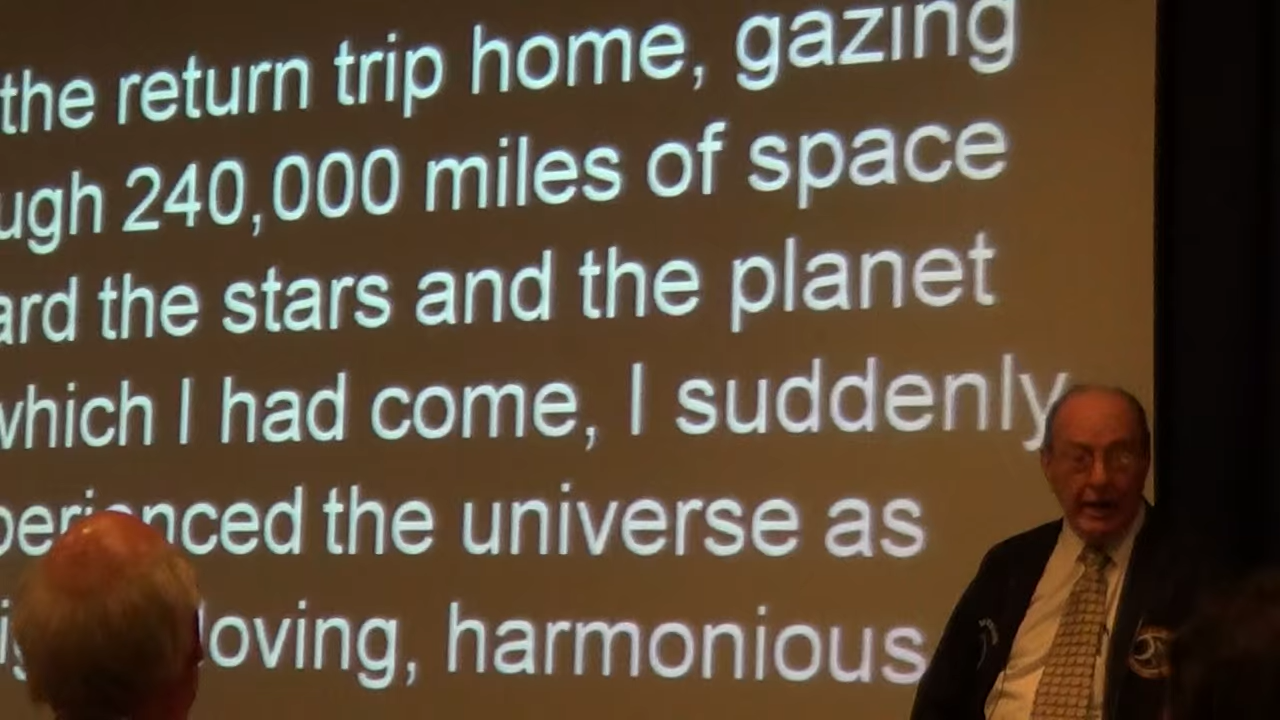 the return trip home, gazing
ugh 240,000 miles of space
ard the stars and the planet
which I had come, I suddenly
the universe as
loving, harmonious